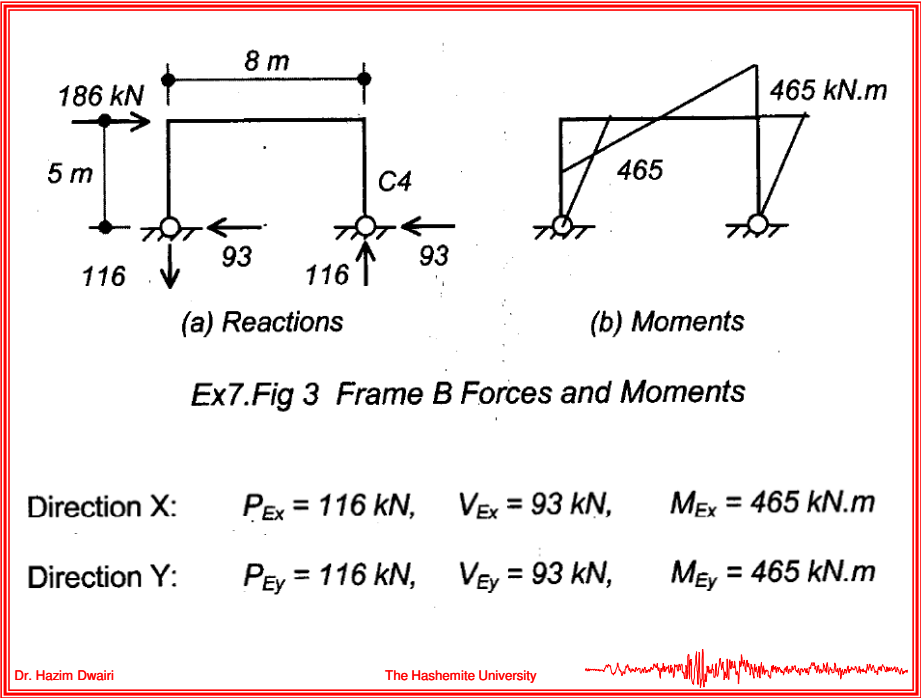 8 m
186 kN
465 kN.m
5 m
C4
465
93
93
116
116
(a) Reactions
(b) Moments
Ex7.Fig 3 Frame B Forces and Moments
Direction X: PEx = 116 kN, VEx = 93 kN, MEx = 465 kN.m
Direction Y: PEy = 116 kN, VEy = 93 kN, MEy = 465 kN.m
Dr. Hazim Dwairi
The Hashemite University